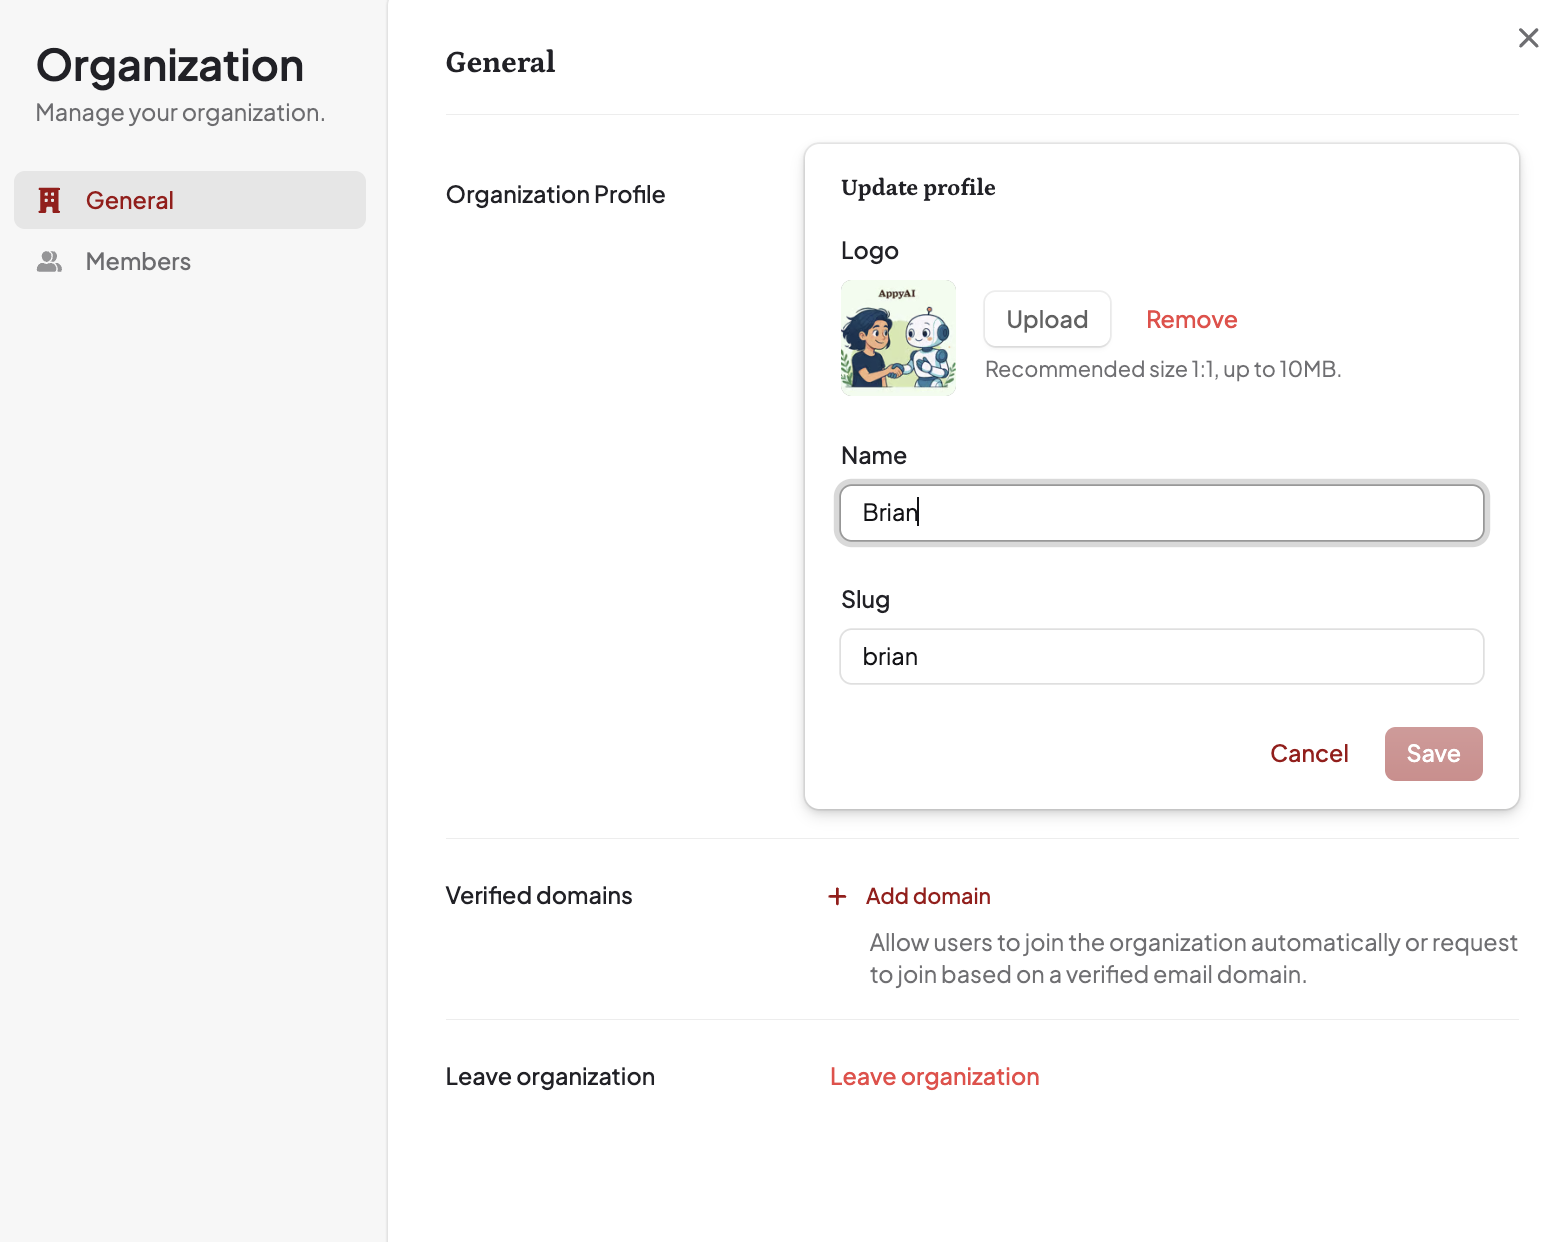 Organization
Manage your organization.
General
Members
General
Organization Profile
Update profile
Logo
AppyAI
Upload
Remove
Recommended size 1:1, up to 10MB.
Name
Brian
Slug
brian
Cancel
Save
Verified domains
Add domain
Allow users to join the organization automatically or request
to join based on a verified email domain.
Leave organization
Leave organization